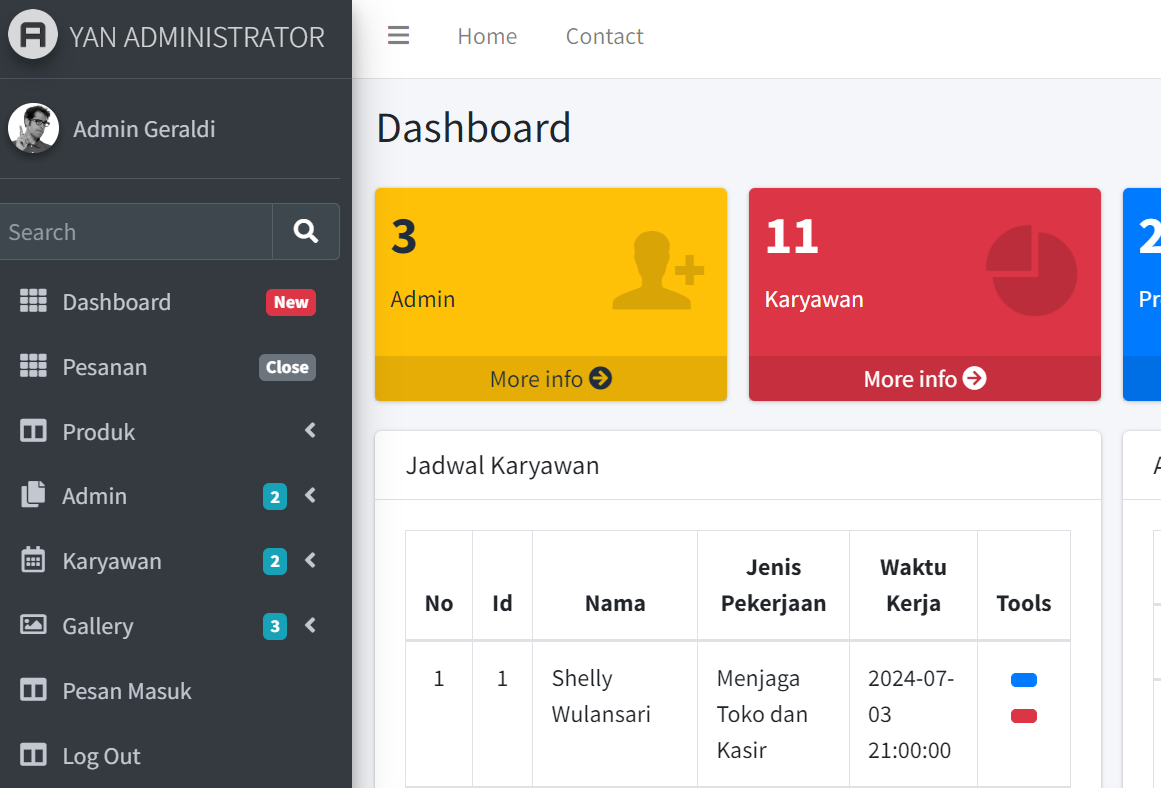 YAN ADMINISTRATOR
Admin Geraldi
Search
Dashboard New
Pesanan Close
Produk
Admin 2
Karyawan 2
Gallery 3
Pesan Masuk
Log Out
Home Contact
Dashboard
3
Admin
More info
11
Karyawan
More info
2
Pr
Jadwal Karyawan
No Id Nama Jenis Pekerjaan Waktu Kerja Tools
1 1 Shelly Menjaga 2024-07-
Wulansari Toko dan 03
Kasir 21:00:00